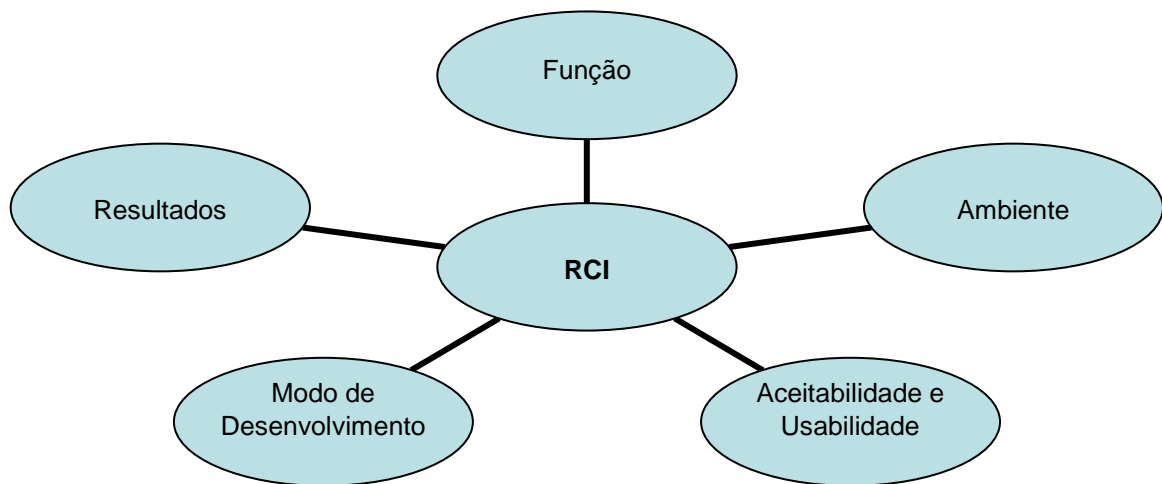 Função
Resultados
Ambiente
RCI
Modo de
Desenvolvimento
Aceitabilidade e
Usabilidade